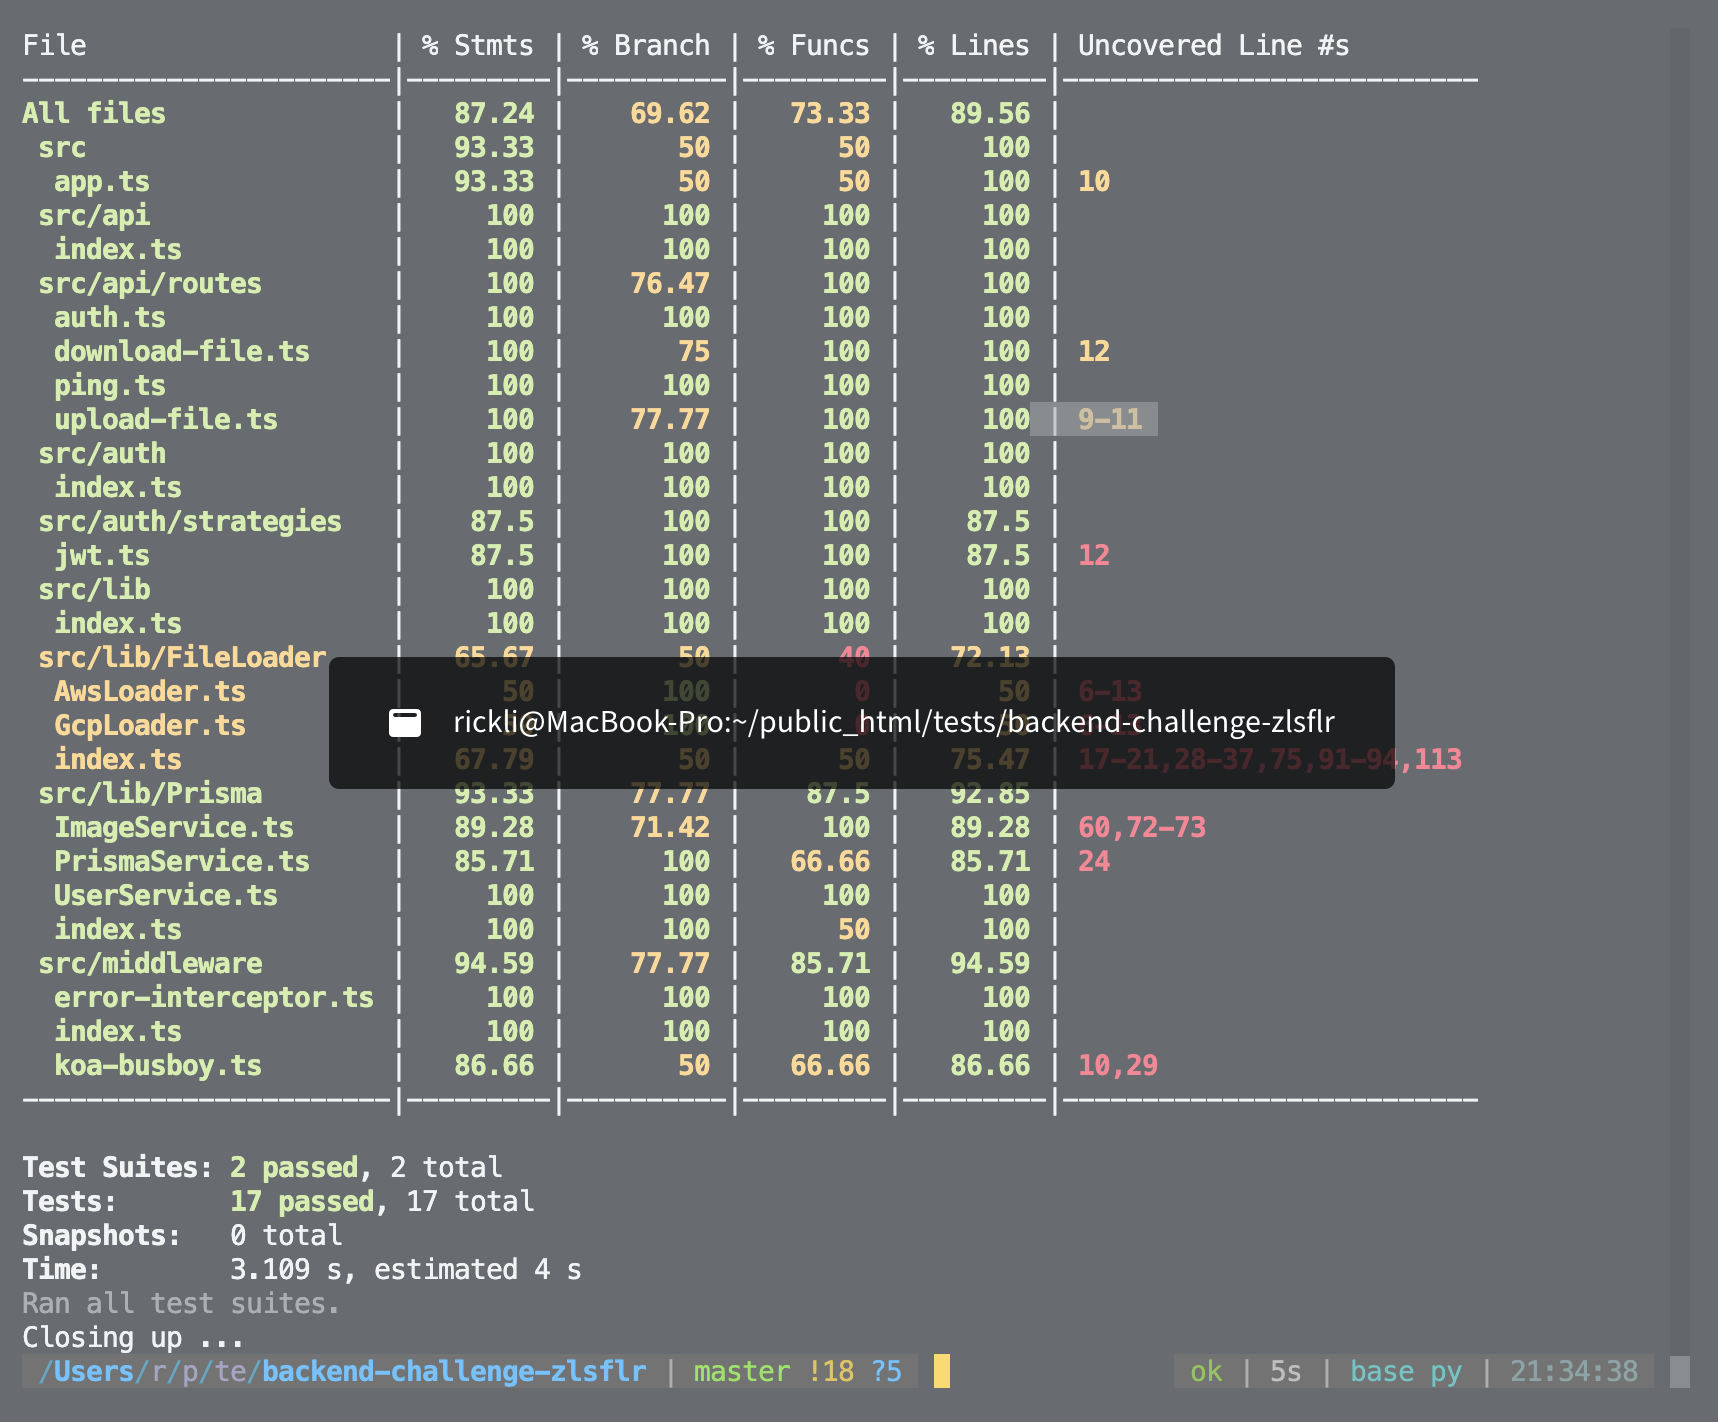 File | % Stmts | % Branch | % Funcs | % Lines | Uncovered Line #s
All files | 87.24 | 69.62 | 73.33 | 89.56 |
src | 93.33 | 50 | 50 | 100 |
app.ts | 93.33 | 50 | 50 | 100 | 10
src/api | 100 | 100 | 100 | 100 |
index.ts | 100 | 100 | 100 | 100 |
src/api/routes | 100 | 76.47 | 100 | 100 |
auth.ts | 100 | 100 | 100 | 100 |
download-file.ts | 100 | 75 | 100 | 100 | 12
ping.ts | 100 | 100 | 100 | 100 |
upload-file.ts | 100 | 77.77 | 100 | 100 | 9-11
src/auth | 100 | 100 | 100 | 100 |
index.ts | 100 | 100 | 100 | 100 |
src/auth/strategies | 87.5 | 100 | 100 | 87.5 |
jwt.ts | 87.5 | 100 | 100 | 87.5 | 12
src/lib | 100 | 100 | 100 | 100 |
index.ts | 100 | 100 | 100 | 100 |
src/lib/FileLoader | 65.67 | 50 | 40 | 72.13 |
AwsLoader.ts | 50 | 100 | 0 | 50 | 6-13
GcpLoader.ts
rickli@MacBook-Pro:~/public_html/tests/backend-challenge-zlsflr
index.ts | 67.79 | 50 | 50 | 75.47 | 17-21,28-37,75,91-94,113
src/lib/Prisma | 93.33 | 77.77 | 87.5 | 92.85 |
ImageService.ts | 89.28 | 71.42 | 100 | 89.28 | 60,72-73
PrismaService.ts | 85.71 | 100 | 66.66 | 85.71 | 24
UserService.ts | 100 | 100 | 100 | 100 |
index.ts | 100 | 100 | 50 | 100 |
src/middleware | 94.59 | 77.77 | 85.71 | 94.59 |
error-interceptor.ts | 100 | 100 | 100 | 100 |
index.ts | 100 | 100 | 100 | 100 |
koa-busboy.ts | 86.66 | 50 | 66.66 | 86.66 | 10,29
Test Suites: 2 passed, 2 total
Tests: 17 passed, 17 total
Snapshots: 0 total
Time: 3.109 s, estimated 4 s
Ran all test suites.
Closing up ...
/Users/r/p/te/backend-challenge-zlsflr | master !18 ?5 ok | 5s | base py | 21:34:38